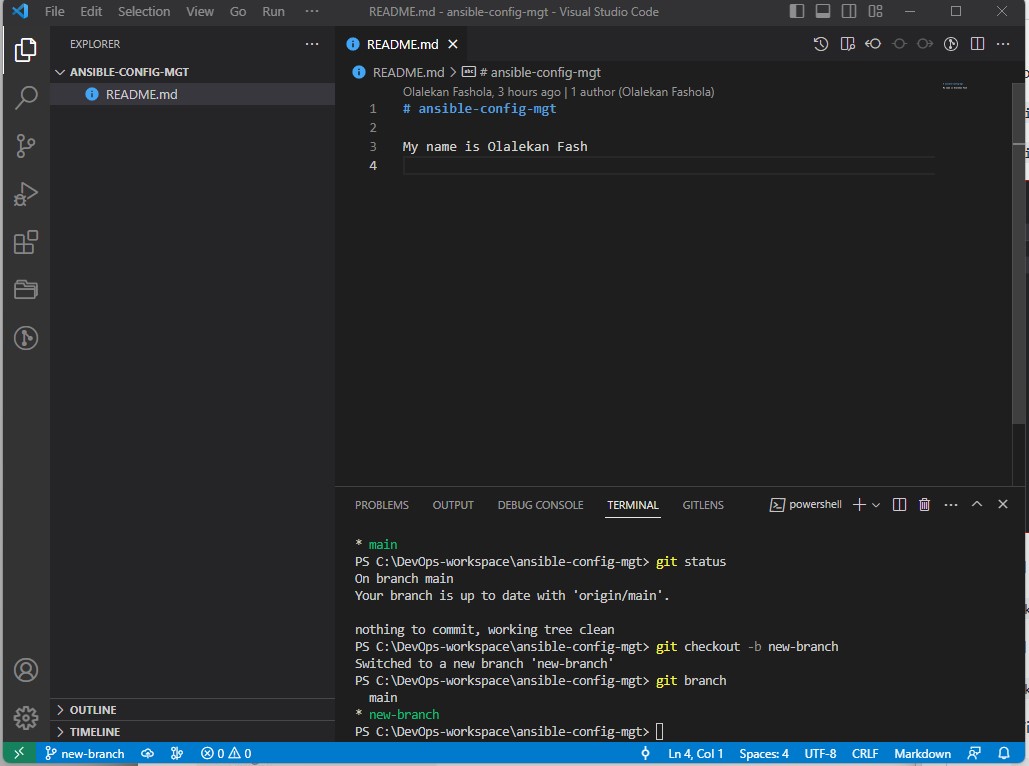 File Edit Selection View Go Run ··· README.md - ansible-config-mgt - Visual Studio Code
EXPLORER ···
ANSIBLE-CONFIG-MGT
README.md
README.md
README.md > # ansible-config-mgt
Olalekan Fashola, 3 hours ago | 1 author (Olalekan Fashola)
1 # ansible-config-mgt
2
3 My name is Olalekan Fash
4
PROBLEMS OUTPUT DEBUG CONSOLE TERMINAL GITLENS powershell
* main
PS C:\DevOps-workspace\ansible-config-mgt> git status
On branch main
Your branch is up to date with 'origin/main'.
nothing to commit, working tree clean
PS C:\DevOps-workspace\ansible-config-mgt> git checkout -b new-branch
Switched to a new branch 'new-branch'
PS C:\DevOps-workspace\ansible-config-mgt> git branch
main
* new-branch
PS C:\DevOps-workspace\ansible-config-mgt>
OUTLINE
TIMELINE
new-branch 0 0 Ln 4, Col 1 Spaces: 4 UTF-8 CRLF Markdown